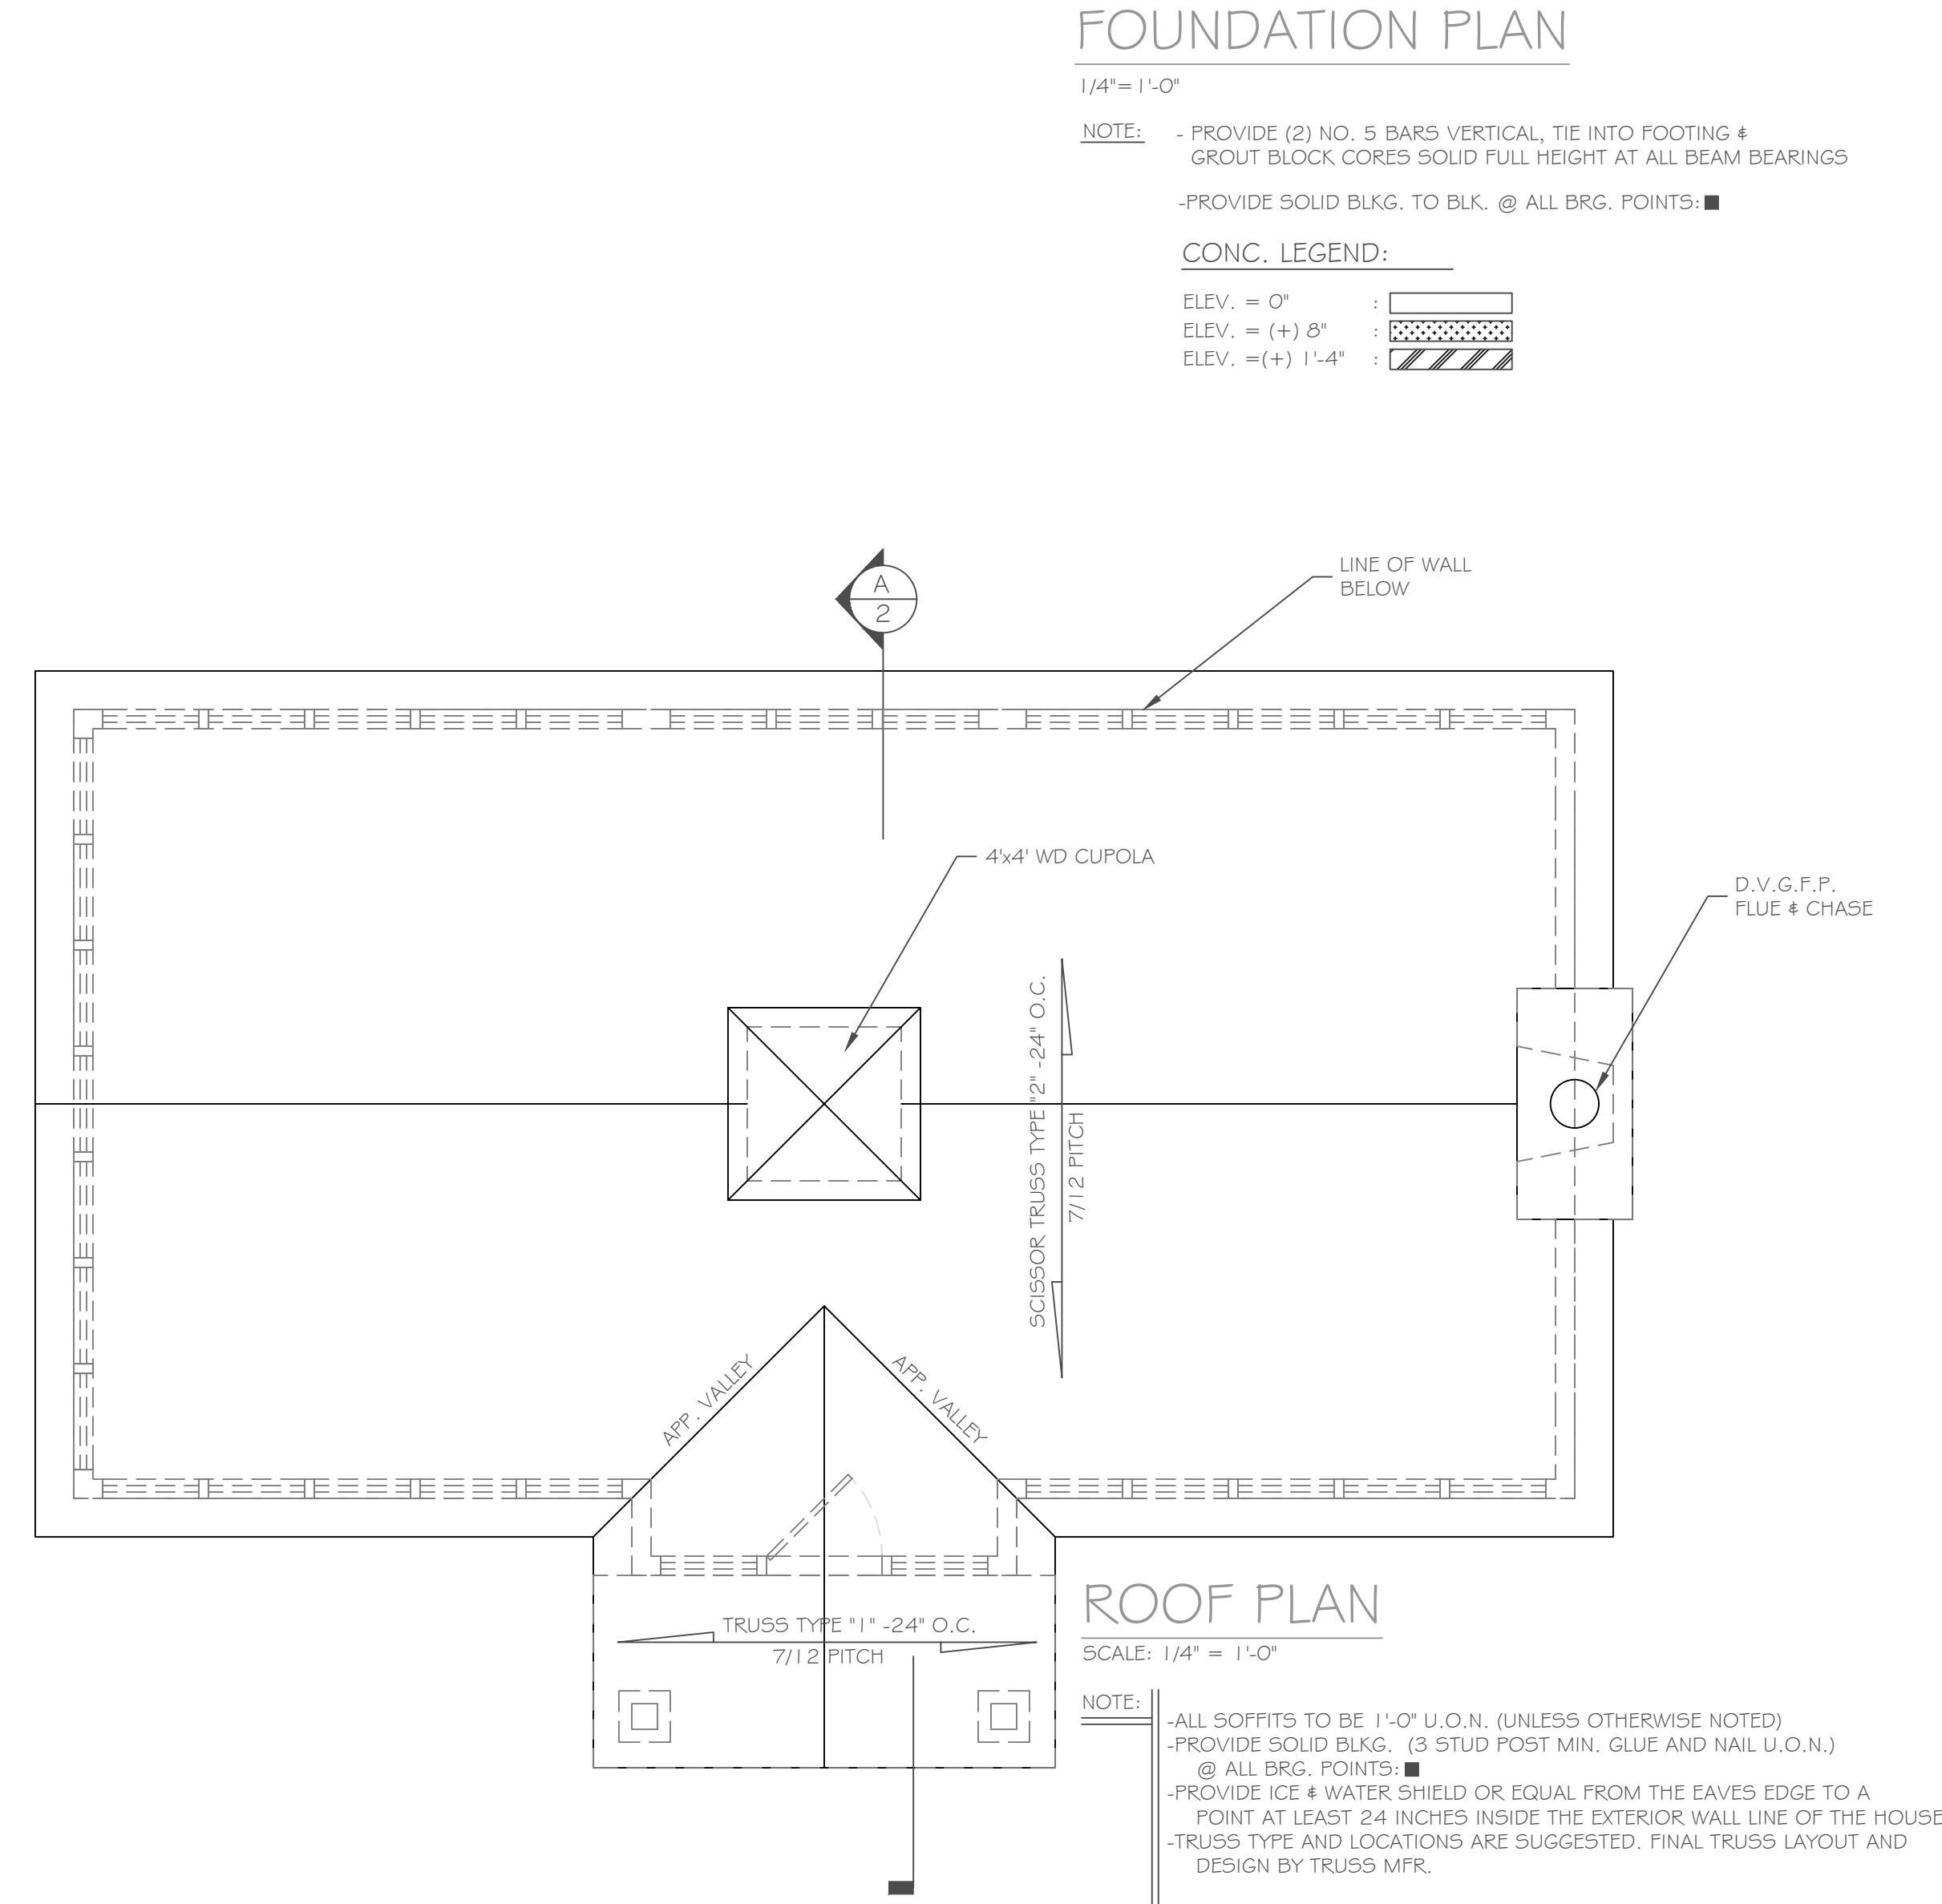 FOUNDATION PLAN
1/4"= 1'-0"
NOTE: - PROVIDE (2) NO. 5 BARS VERTICAL, TIE INTO FOOTING &
GROUT BLOCK CORES SOLID FULL HEIGHT AT ALL BEAM BEARINGS
-PROVIDE SOLID BLKG. TO BLK. @ ALL BRG. POINTS: ■
CONC. LEGEND:
ELEV. = 0" :
ELEV. = (+) 8" :
ELEV. =(+) 1'-4" :
A
2
LINE OF WALL
BELOW
4'x4' WD CUPOLA
D.V.G.F.P.
FLUE & CHASE
SCISSOR TRUSS TYPE "2" -24" O.C.
7/12 PITCH
APP. VALLEY
APP. VALLEY
TRUSS TYPE "1" -24" O.C.
7/12 PITCH
ROOF PLAN
SCALE: 1/4" = 1'-0"
NOTE:
-ALL SOFFITS TO BE 1'-0" U.O.N. (UNLESS OTHERWISE NOTED)
-PROVIDE SOLID BLKG. (3 STUD POST MIN. GLUE AND NAIL U.O.N.)
@ ALL BRG. POINTS: ■
-PROVIDE ICE & WATER SHIELD OR EQUAL FROM THE EAVES EDGE TO A
POINT AT LEAST 24 INCHES INSIDE THE EXTERIOR WALL LINE OF THE HOUSE
-TRUSS TYPE AND LOCATIONS ARE SUGGESTED. FINAL TRUSS LAYOUT AND
DESIGN BY TRUSS MFR.